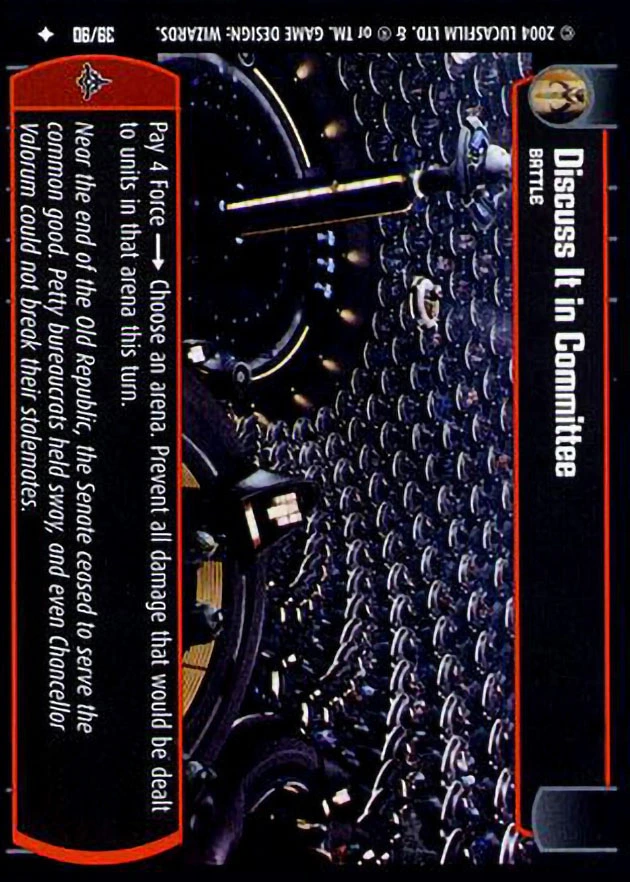 Discuss It in Committee
BATTLE
Pay 4 Force → Choose an arena. Prevent all damage that would be dealt
to units in that arena this turn.
Near the end of the Old Republic, the Senate ceased to serve the
common good. Petty bureaucrats held sway, and even Chancellor
Valorum could not break their stalemates.
© 2004 LUCASFILM LTD. & ® or TM. GAME DESIGN: WIZARDS.
39/90